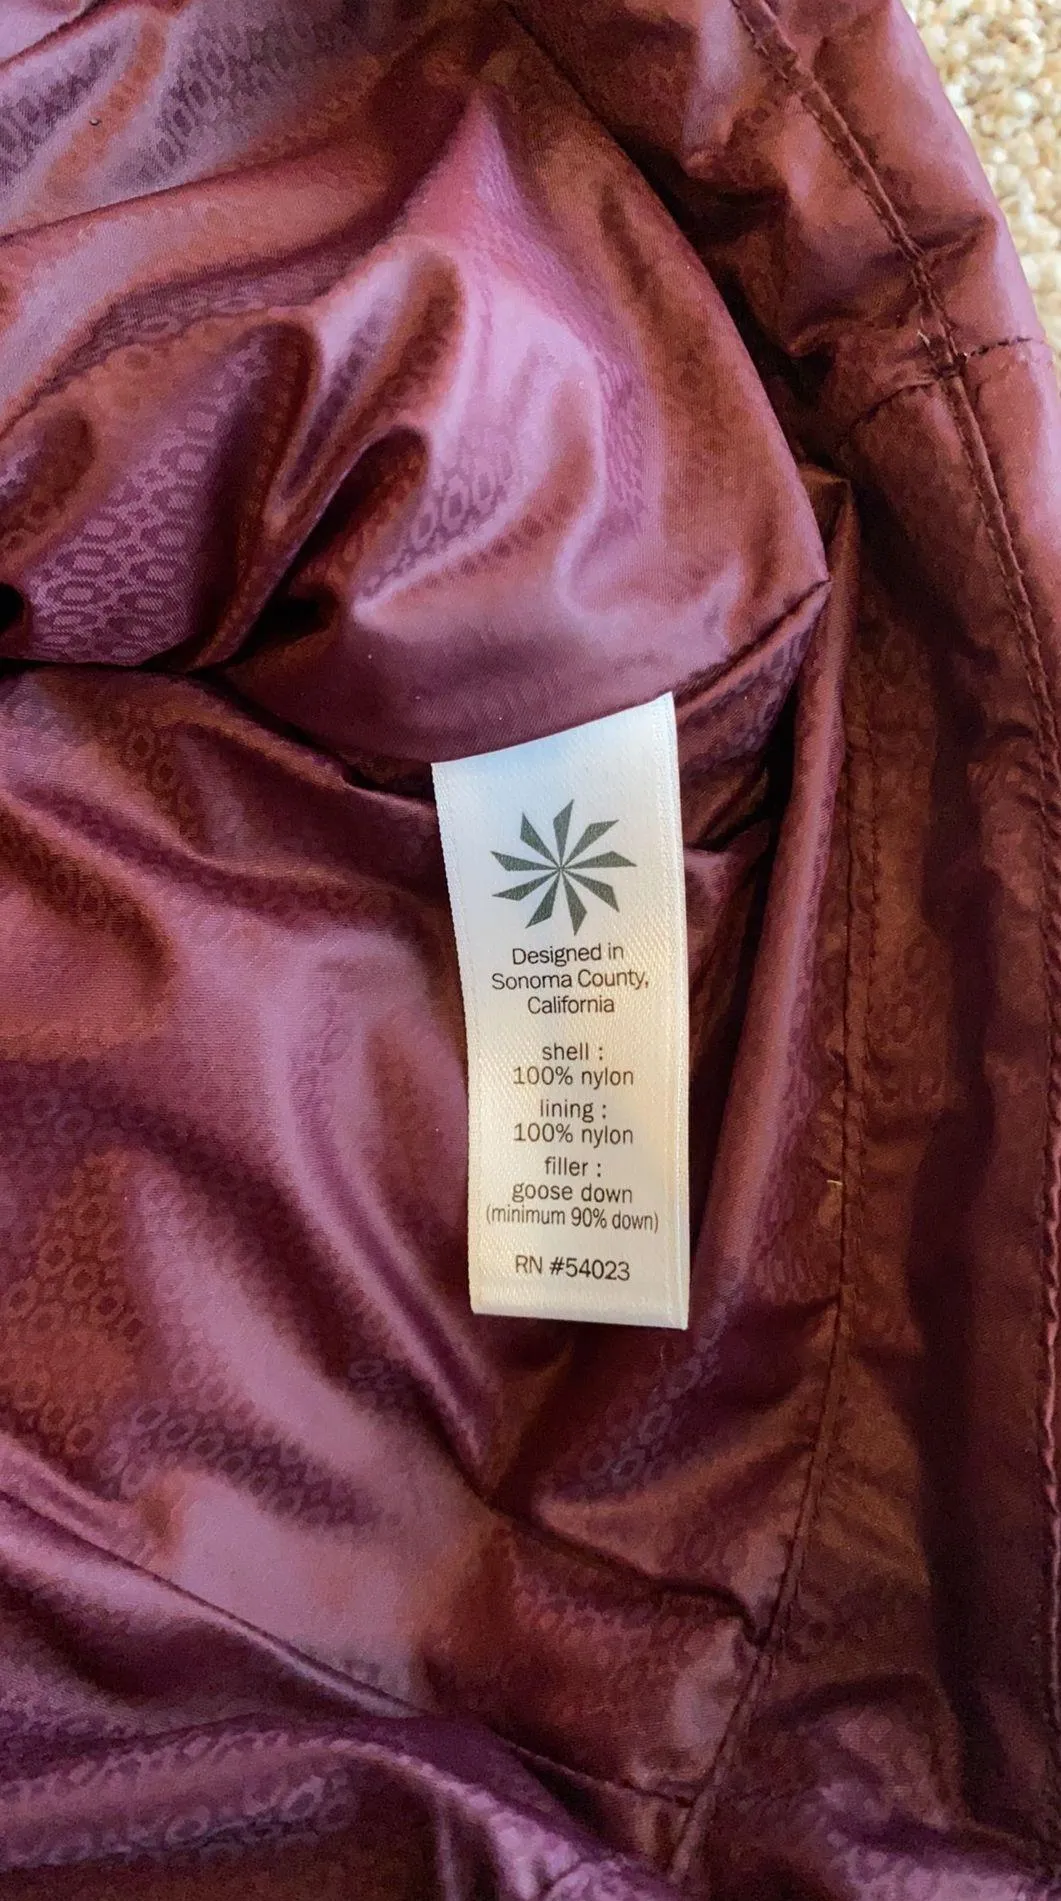 Designed in
Sonoma County,
California
shell :
100% nylon
lining :
100% nylon
filler :
goose down
(minimum 90% down)
RN #54023